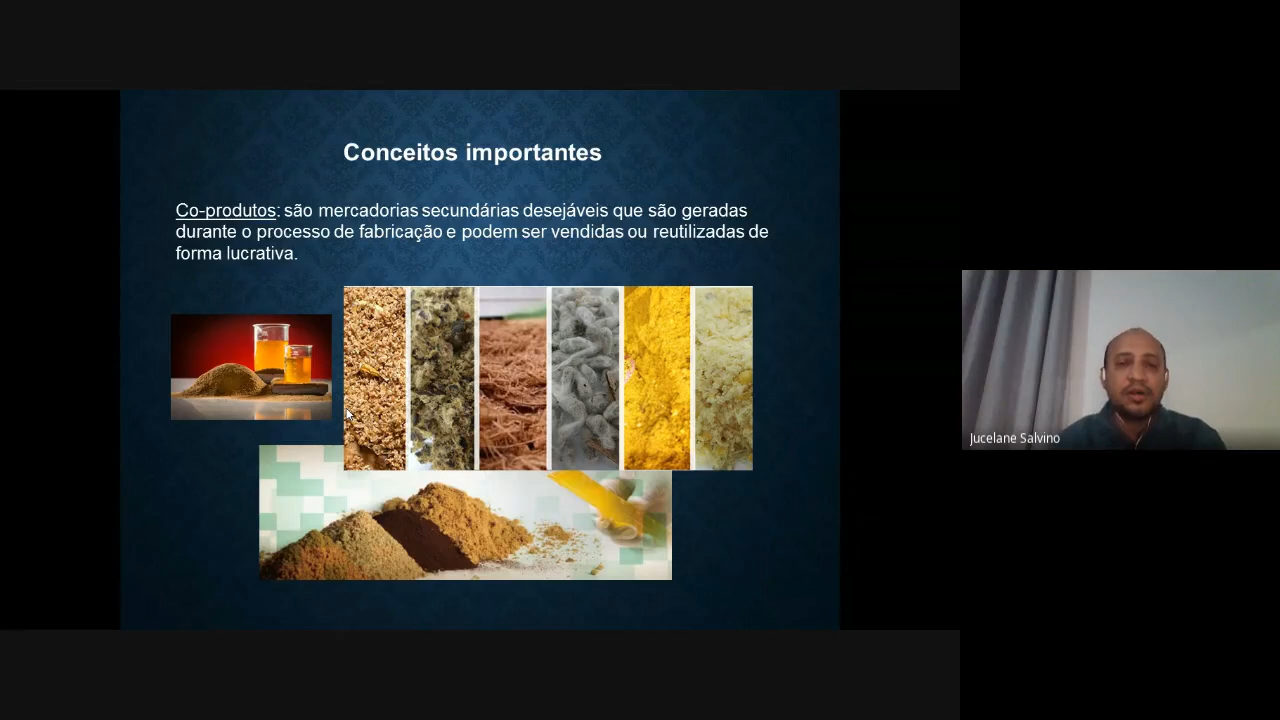 Conceitos importantes
Co-produtos: são mercadorias secundárias desejáveis que são geradas
durante o processo de fabricação e podem ser vendidas ou reutilizadas de
forma lucrativa.
Jucelane Salvino